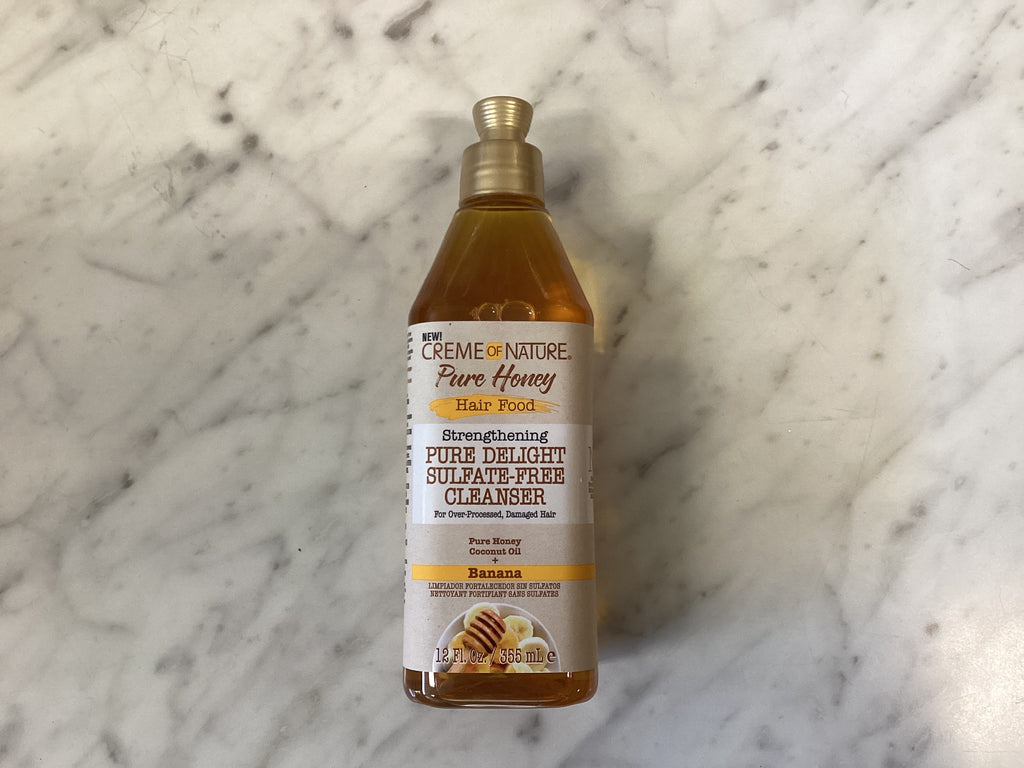 NEW!
CREME OF NATURE®
Pure Honey
Hair Food
Strengthening
PURE DELIGHT
SULFATE-FREE
CLEANSER
For Over-Processed, Damaged Hair
Pure Honey
Coconut Oil
+
Banana
LIMPIADOR FORTALECEDOR SIN SULFATOS
NETTOYANT FORTIFIANT SANS SULFATES
12 Fl. Oz. / 355 mL e